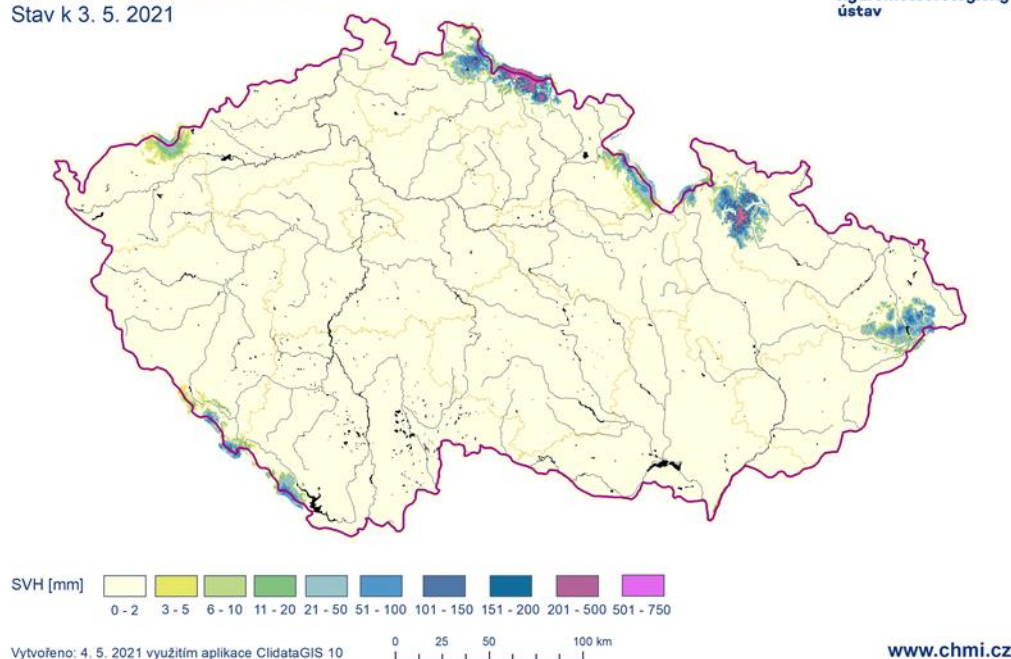 Stav k 3. 5. 2021
ústav
SVH [mm]
0 - 2 3 - 5 6 - 10 11 - 20 21 - 50 51 - 100 101 - 150 151 - 200 201 - 500 501 - 750
0 25 50 100 km
Vytvořeno: 4. 5. 2021 využitím aplikace ClidataGIS 10
www.chmi.cz